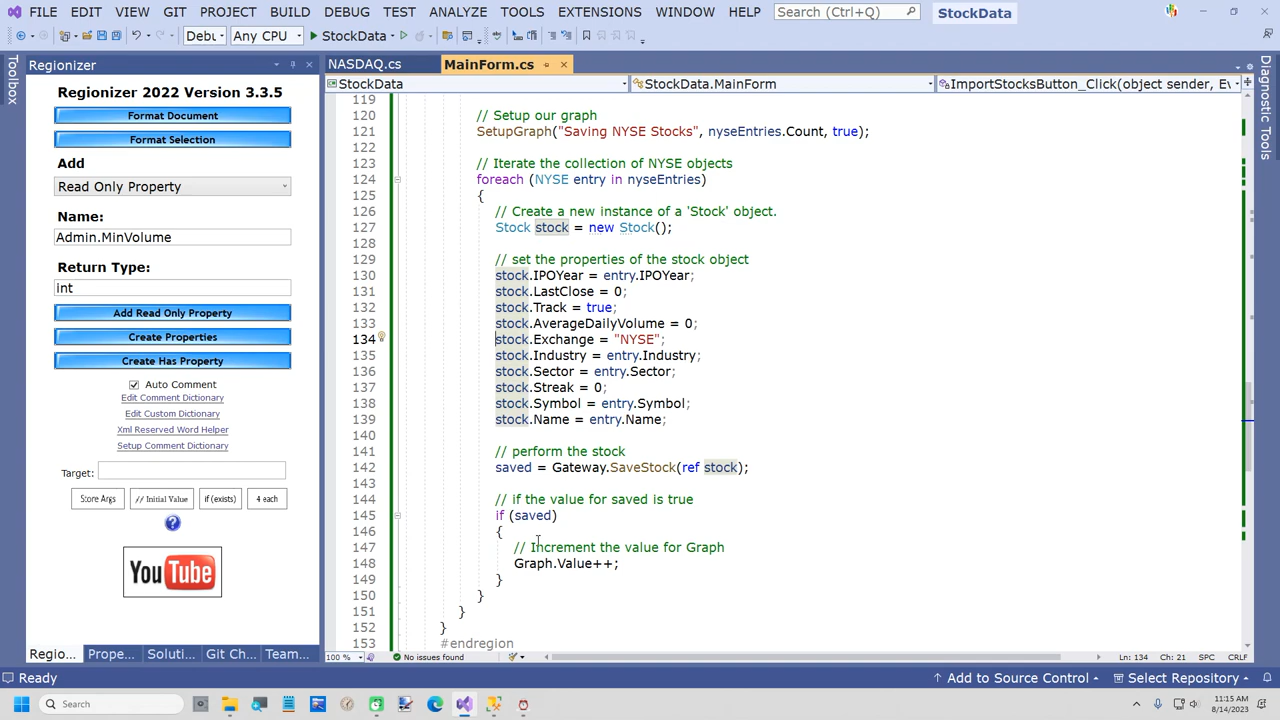 FILE EDIT VIEW GIT PROJECT BUILD DEBUG TEST ANALYZE TOOLS EXTENSIONS WINDOW HELP Search (Ctrl+Q) StockData
Debu Any CPU StockData
Toolbox
Regionizer
Regionizer 2022 Version 3.3.5
Format Document
Format Selection
Add
Read Only Property
Name:
Admin.MinVolume
Return Type:
int
Add Read Only Property
Create Properties
Create Has Property
Auto Comment
Edit Comment Dictionary
Edit Custom Dictionary
Xml Reserved Word Helper
Setup Comment Dictionary
Target:
Store Args // Initial Value if (exists) 4 each
YouTube
Regio... Prope... Soluti... Git Ch... Team...
NASDAQ.cs MainForm.cs
StockData StockData.MainForm ImportStocksButton_Click(object sender, Ev
119
120 // Setup our graph
121 SetupGraph("Saving NYSE Stocks", nyseEntries.Count, true);
122
123 // Iterate the collection of NYSE objects
124 foreach (NYSE entry in nyseEntries)
125 {
126 // Create a new instance of a 'Stock' object.
127 Stock stock = new Stock();
128
129 // set the properties of the stock object
130 stock.IPOYear = entry.IPOYear;
131 stock.LastClose = 0;
132 stock.Track = true;
133 stock.AverageDailyVolume = 0;
134 stock.Exchange = "NYSE";
135 stock.Industry = entry.Industry;
136 stock.Sector = entry.Sector;
137 stock.Streak = 0;
138 stock.Symbol = entry.Symbol;
139 stock.Name = entry.Name;
140
141 // perform the stock
142 saved = Gateway.SaveStock(ref stock);
143
144 // if the value for saved is true
145 if (saved)
146 {
147 // Increment the value for Graph
148 Graph.Value++;
149 }
150 }
151 }
152 }
153 #endregion
100 % No issues found Ln: 134 Ch: 21 SPC CRLF
Diagnostic Tools
Ready Add to Source Control Select Repository
Search 11:15 AM
8/14/2023